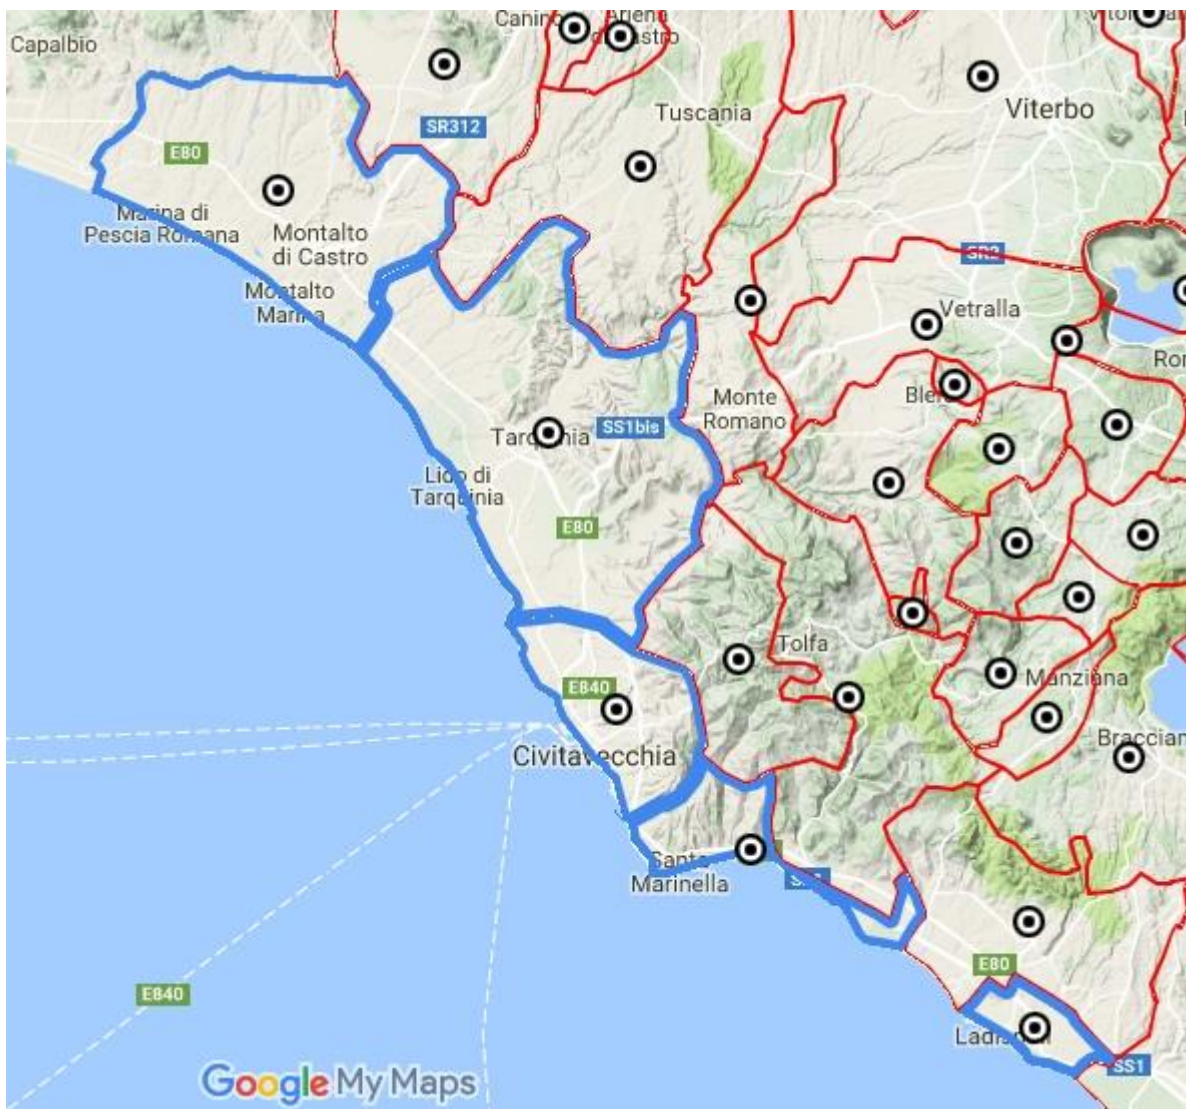 Capalbio
Canino
Arlena
di Castro
Tuscania
Viterbo
SR312
E80
Marina di
Pescia Romana
Montalto
di Castro
Montalto
Marina
SR2
Vetralla
Monte
Romano
Tarquinia
SS1bis
Lido di
Tarquinia
E80
Tolfa
E840
Manziana
Civitavecchia
Santa
Marinella
E80
E840
Ladispoli
SS1
Google My Maps